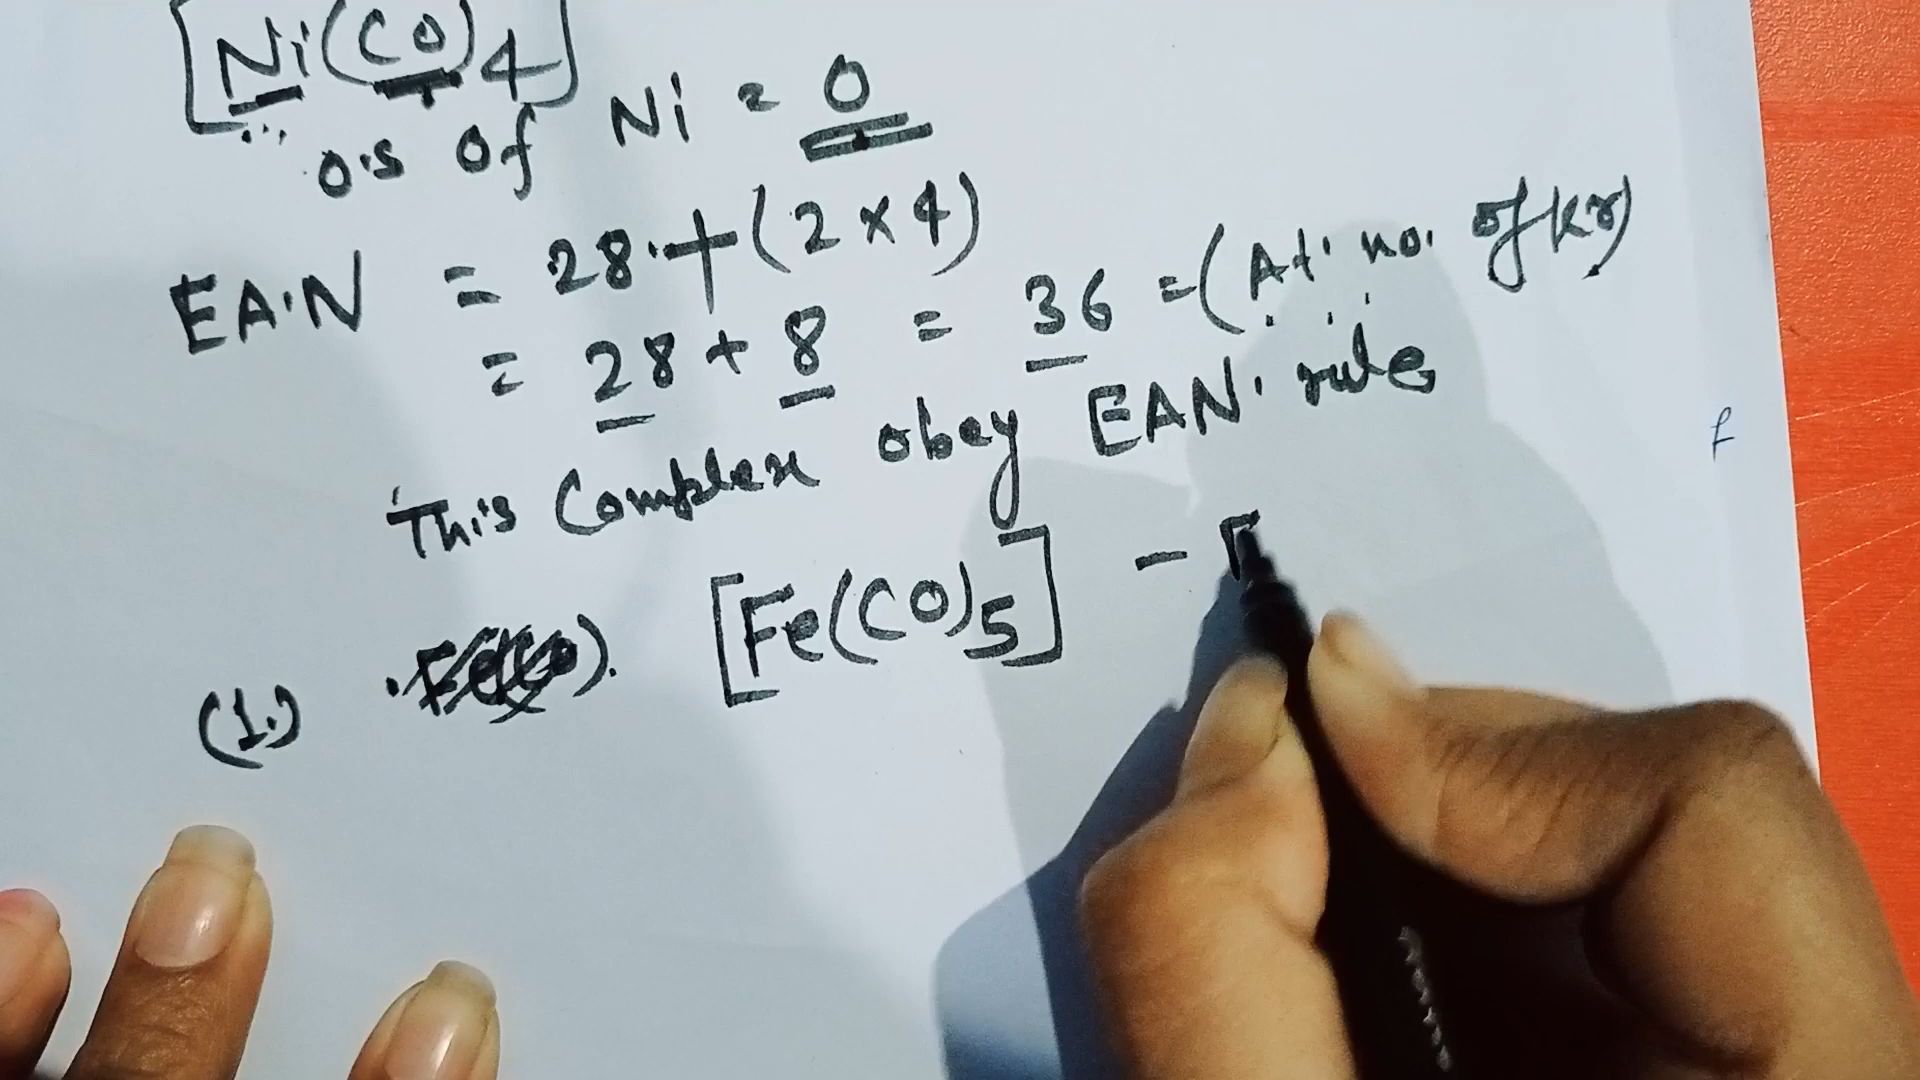 [Ni(CO)4]
O.S Of Ni = 0
EA.N = 28 + (2 x 4)
= 28 + 8 = 36 = (At. no. of Kr)
This Complex obey EAN. rule
(1.) [Fe(CO)5] -